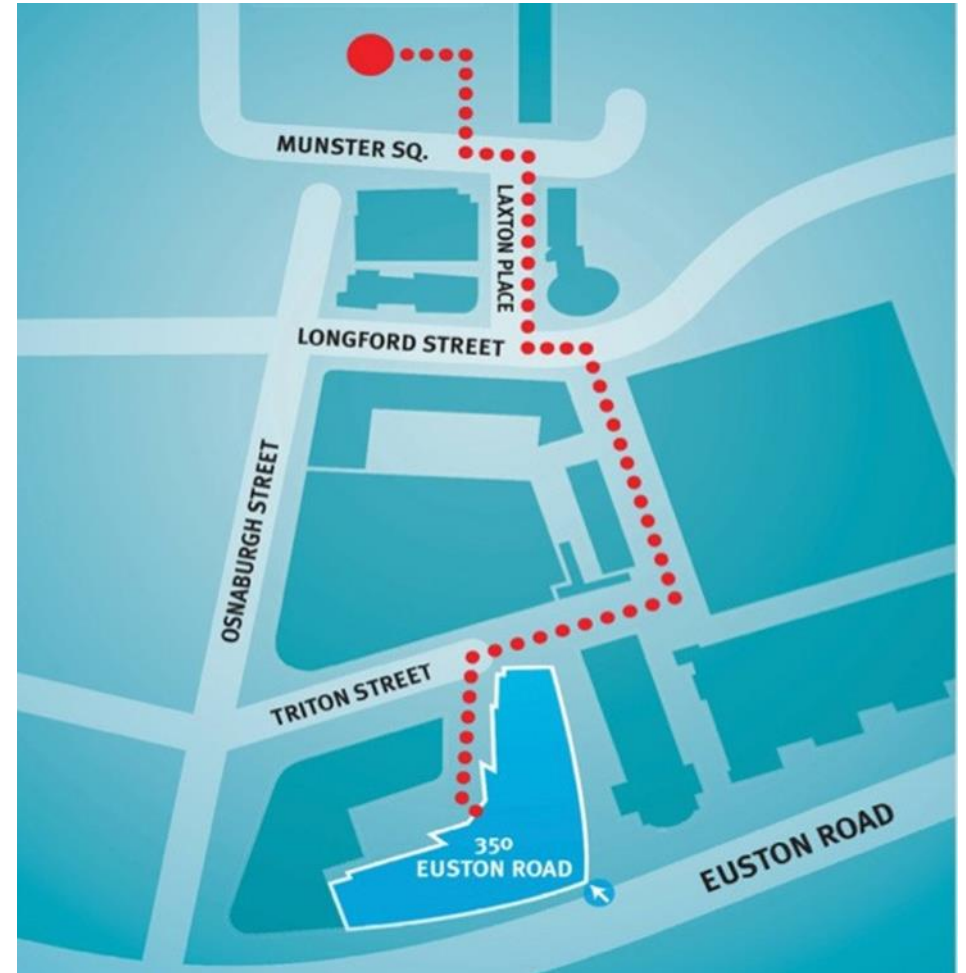 MUNSTER SQ.
LAXTON PLACE
LONGFORD STREET
OSNABURGH STREET
TRITON STREET
350
EUSTON ROAD
EUSTON ROAD